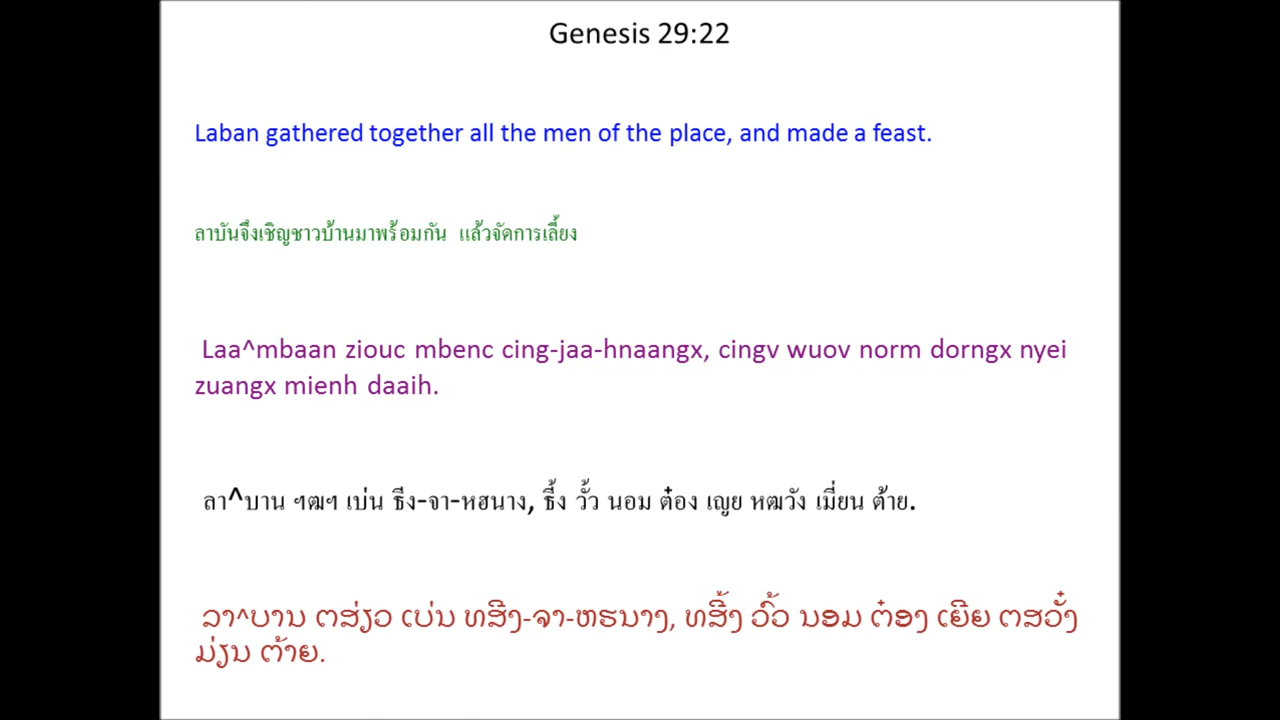 Genesis 29:22
Laban gathered together all the men of the place, and made a feast.
ลาบันจึงเชิญชาวบ้านมาพร้อมกัน แล้วจัดการเลี้ยง
Laa^mbaan ziouc mbenc cing-jaa-hnaangx, cingv wuov norm dorngx nyei
zuangx mienh daaih.
ลา^บาน ฯฒฯ เบ่น ธีง-จา-หฮนาง, ธี้ง วั้ว นอม ต๋อง เญย หฒวัง เมี่ยน ต้าย.
ລາ^ບານ ຕສ່ຽວ ເບ່ນ ທສີງ-ຈາ-ຫຮນາງ, ທສີ້ງ ວົ້ວ ນອມ ຕ໋ອງ ເຍີຍ ຕສວັ໋ງ
ມ່ຽນ ຕ້າຍ.